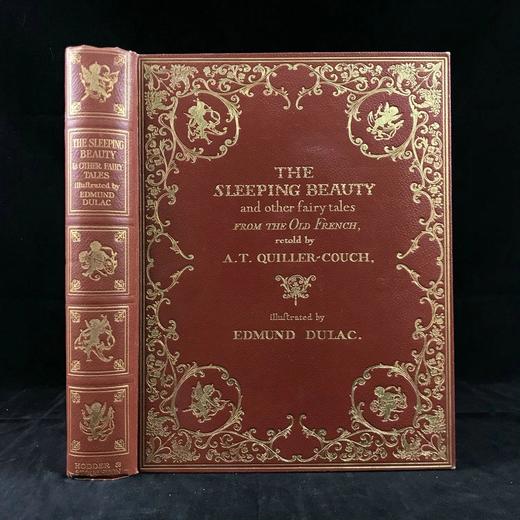 THE SLEEPING
BEAUTY
& OTHER FAIRY
TALES
illustrated by
EDMUND
DULAC
HODDER &
STOUGHTON
THE
SLEEPING BEAUTY
and other fairy tales
FROM THE OLD FRENCH,
retold by
A.T. QUILLER-COUCH.
illustrated by
EDMUND DULAC.